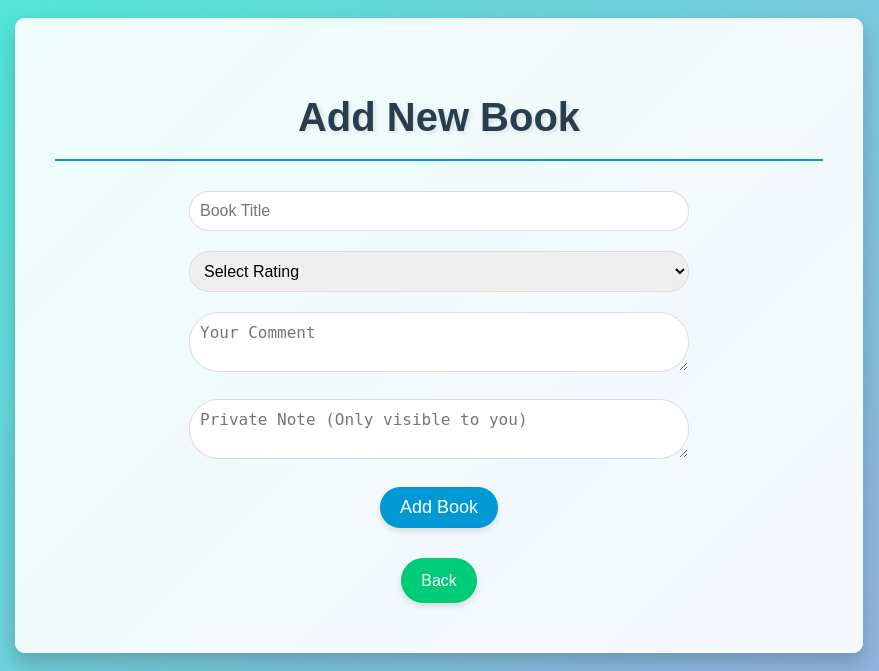 Add New Book
Book Title
Select Rating
Your Comment
Private Note (Only visible to you)
Add Book
Back